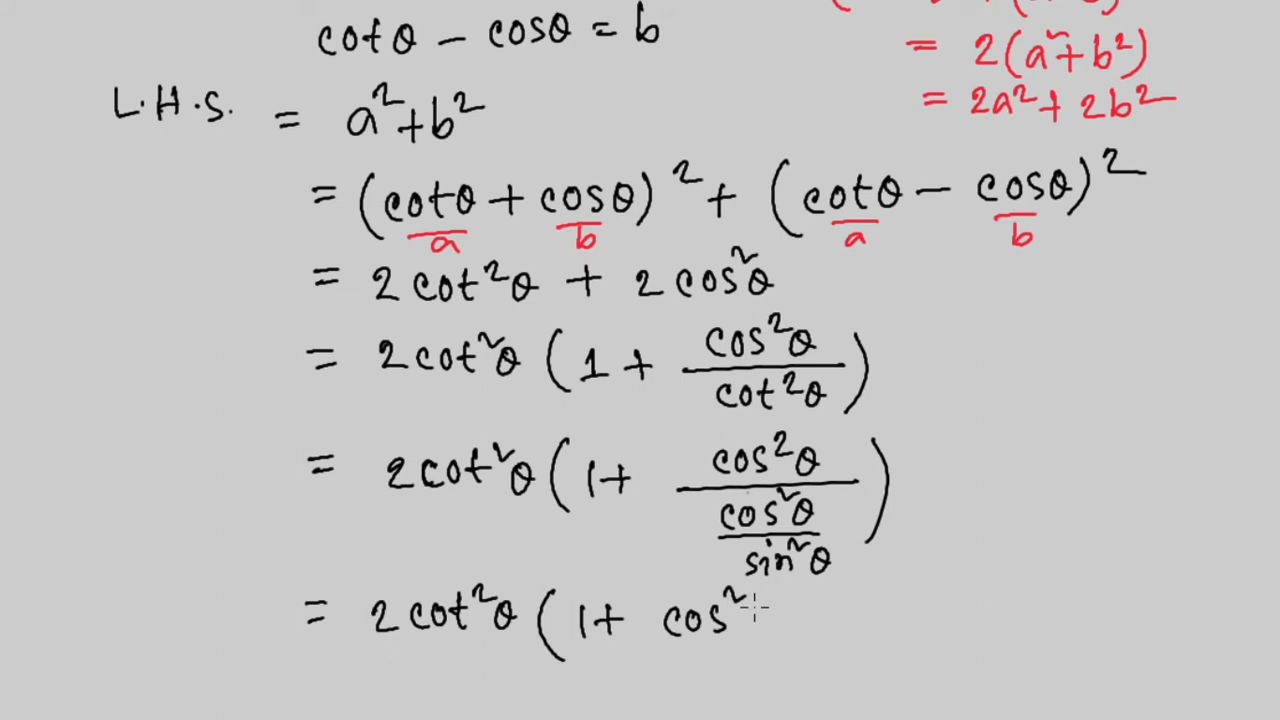 cotθ - cosθ = b
= 2(a²+b²)
= 2a²+ 2b²
L.H.S. = a²+b²
= (cotθ + cosθ)² + (cotθ - cosθ)²
a b a b
= 2cot²θ + 2cos²θ
= 2cot²θ (1 + cos²θ/cot²θ)
= 2cot²θ (1+ cos²θ/(cos²θ/sin²θ))
= 2cot²θ (1+ cos²